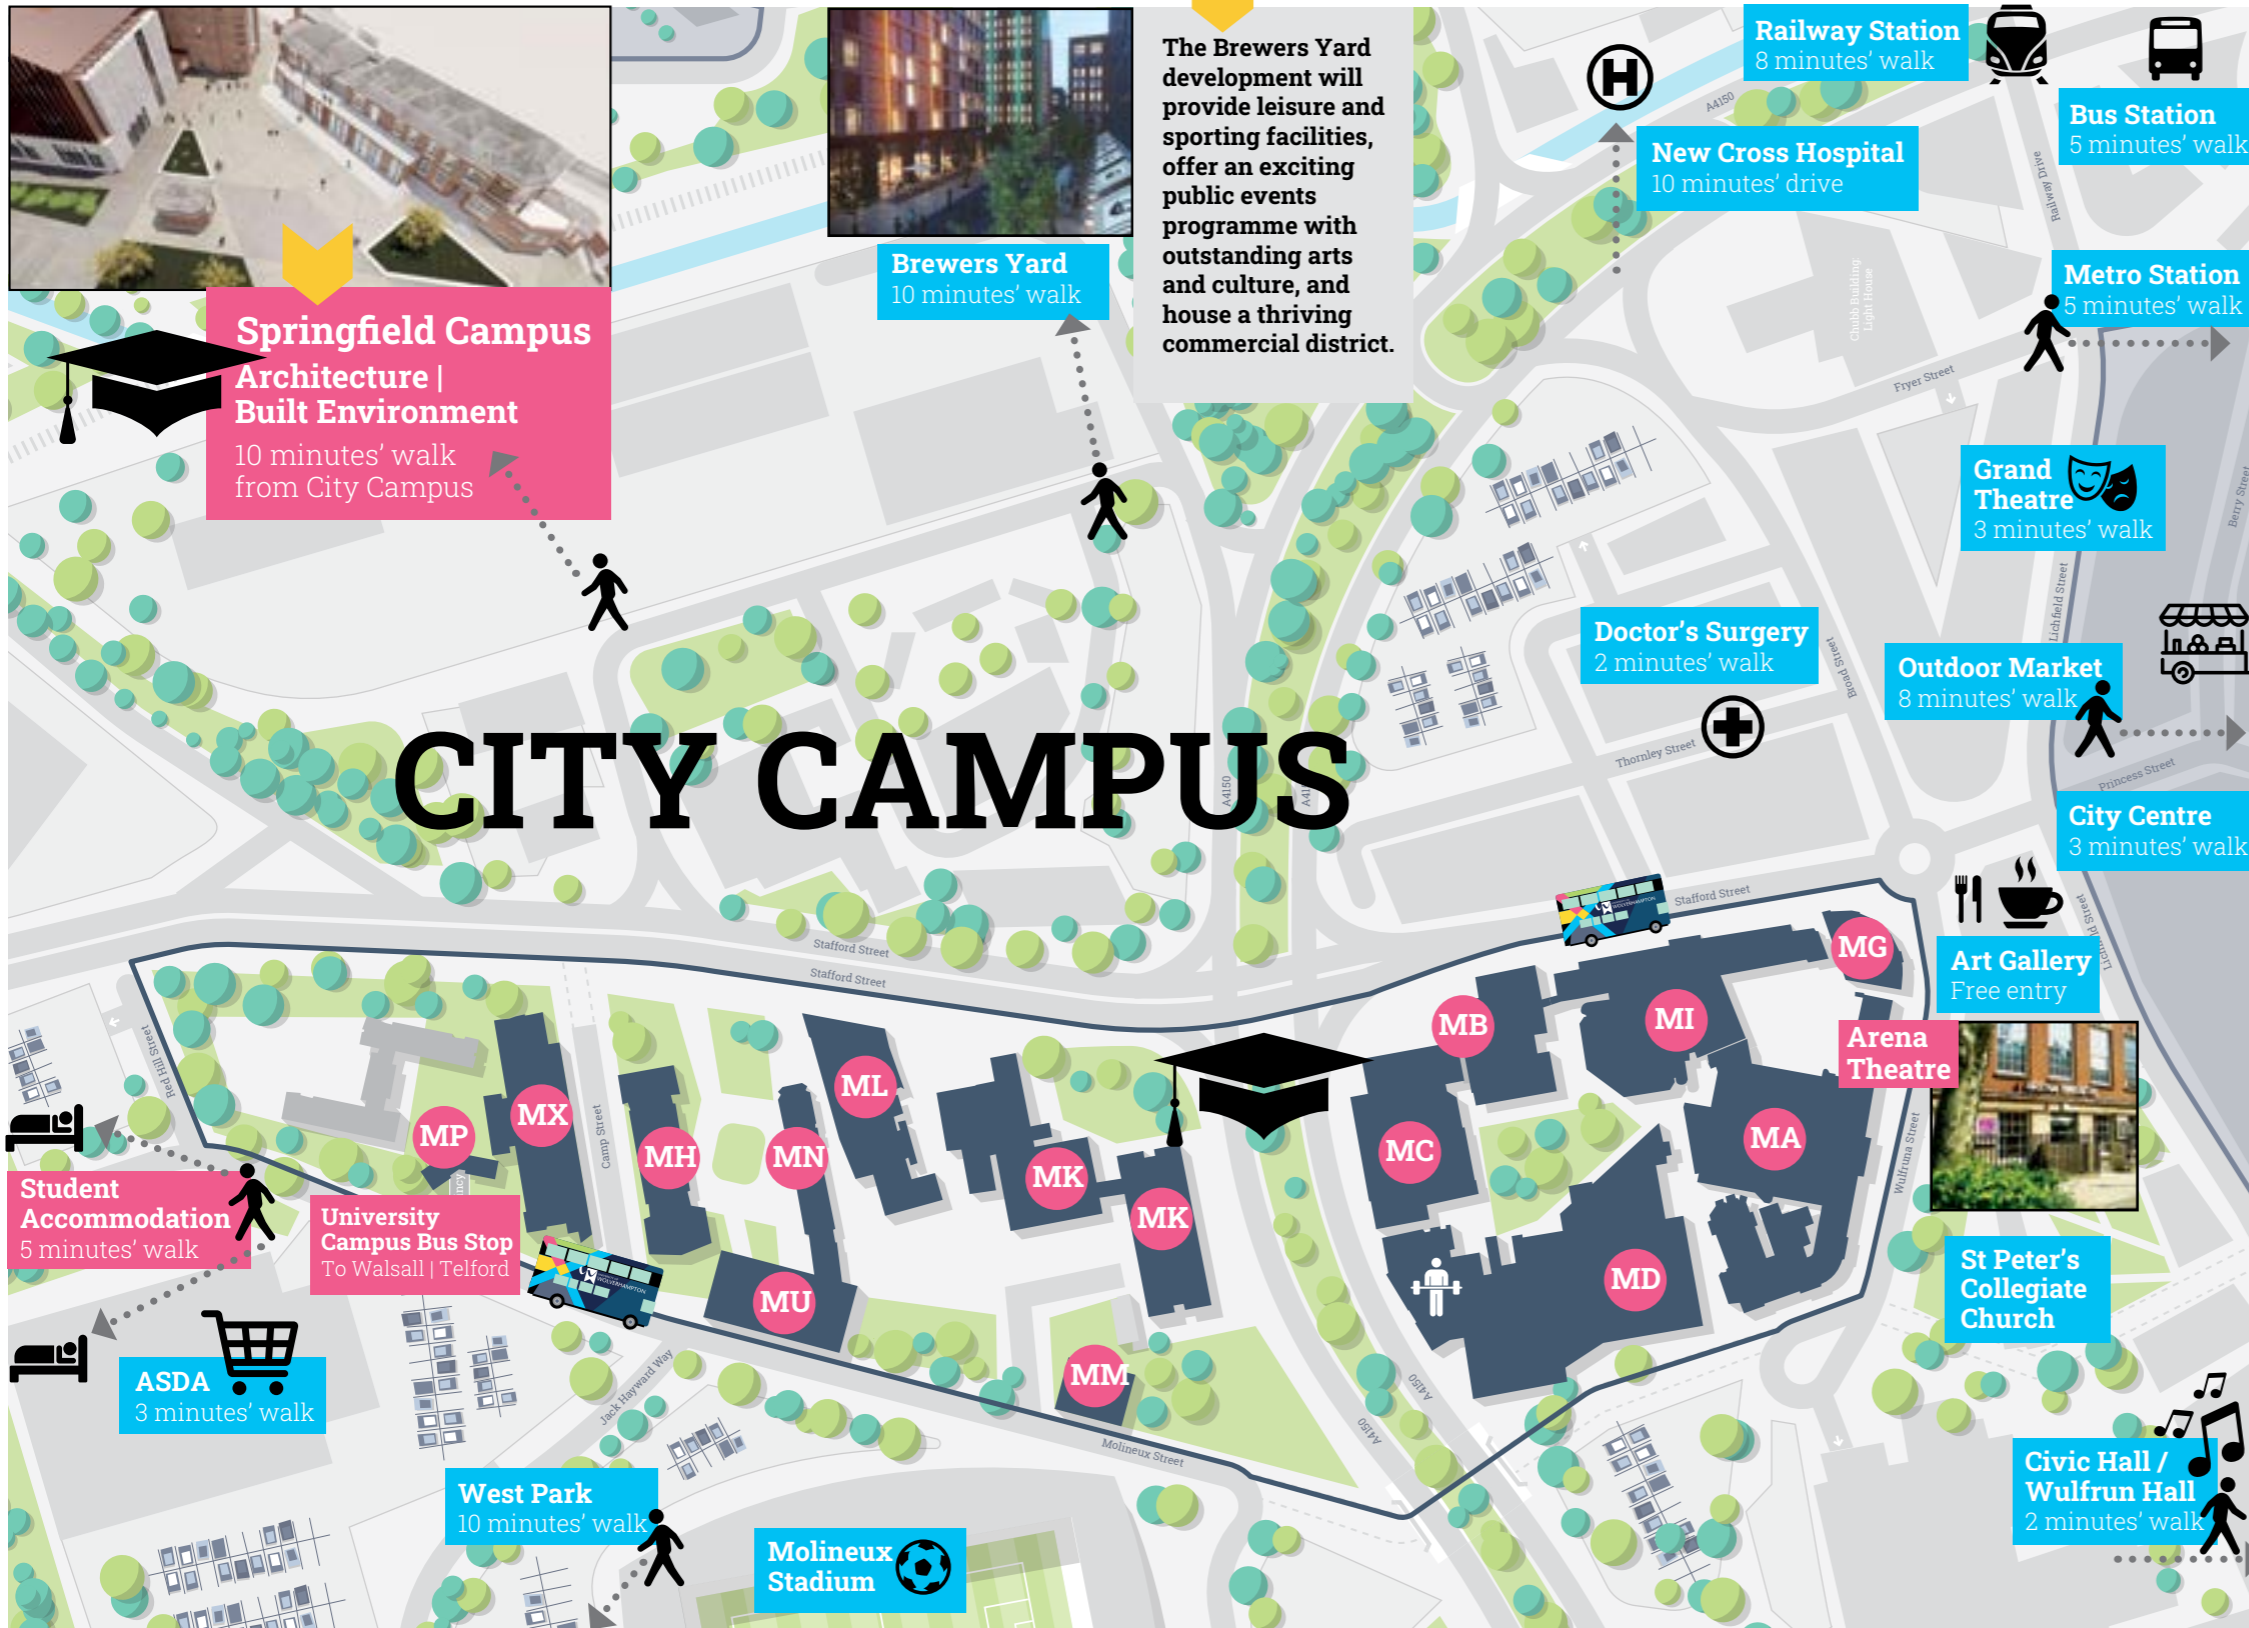 The Brewers Yard
development will
provide leisure and
sporting facilities,
offer an exciting
public events
programme with
outstanding arts
and culture, and
house a thriving
commercial district.
Railway Station
8 minutes' walk
Bus Station
5 minutes' walk
A4150
Railway Drive
New Cross Hospital
10 minutes' drive
Brewers Yard
10 minutes' walk
Metro Station
5 minutes' walk
Chubb Building
Light House
Springfield Campus
Architecture |
Built Environment
10 minutes' walk
from City Campus
Fryer Street
Grand
Theatre
3 minutes' walk
Berry Street
Lichfield Street
Doctor's Surgery
2 minutes' walk
Broad Street
Outdoor Market
8 minutes' walk
Thornley Street
Princess Street
CITY CAMPUS
A4150
City Centre
3 minutes' walk
Stafford Street
WOLVERHAMPTON
Stafford Street
Stafford Street
MG
Art Gallery
Free entry
MB
MI
Arena
Theatre
Red Hill Street
MX
MP
Camp Street
MH
MN
ML
MK
MK
MC
MA
Wulfruna Street
Student
Accommodation
5 minutes' walk
University
Campus Bus Stop
To Walsall | Telford
WOLVERHAMPTON
MU
MD
St Peter's
Collegiate
Church
ASDA
3 minutes' walk
Jack Hayward Way
MM
A4150
A4150
Molineux Street
Civic Hall /
Wulfrun Hall
2 minutes' walk
West Park
10 minutes' walk
Molineux
Stadium